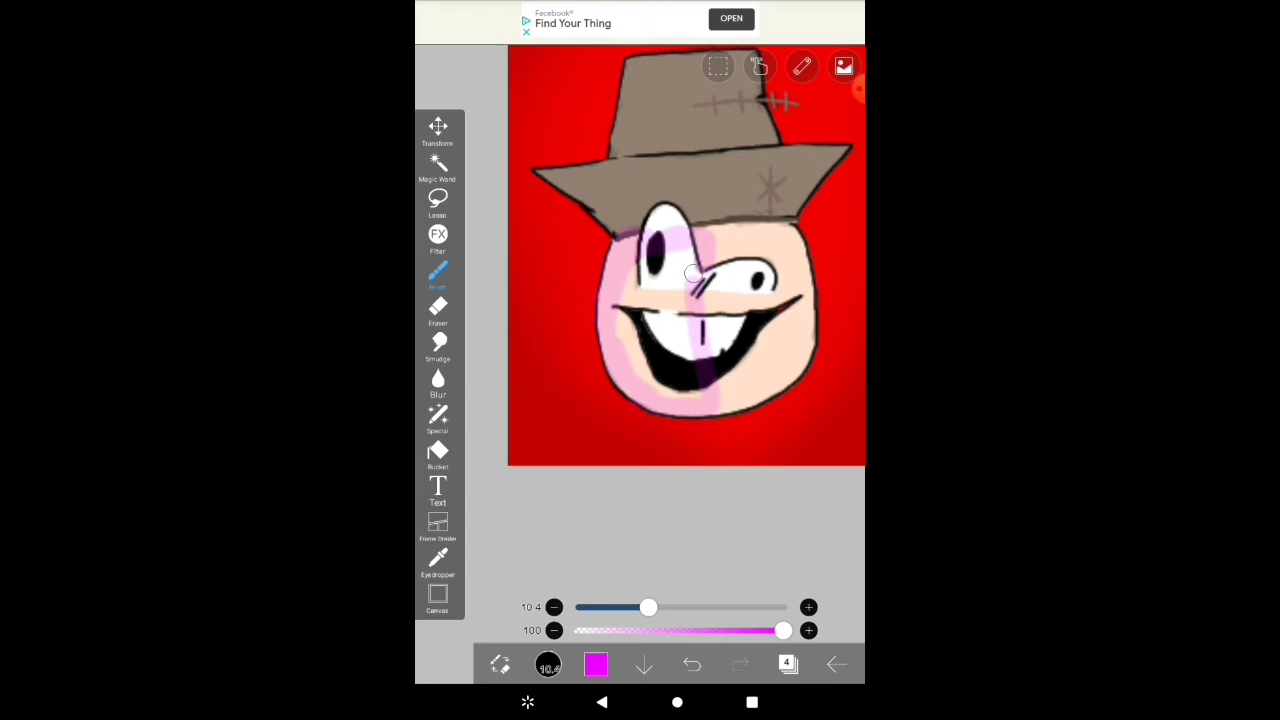 Facebook®
Find Your Thing
OPEN
Transform
Magic Wand
Lasso
FX
Filter
Brush
Eraser
Smudge
Blur
Special
Bucket
T
Text
Frame Divider
Eyedropper
Canvas
10.4
100
10.4
4